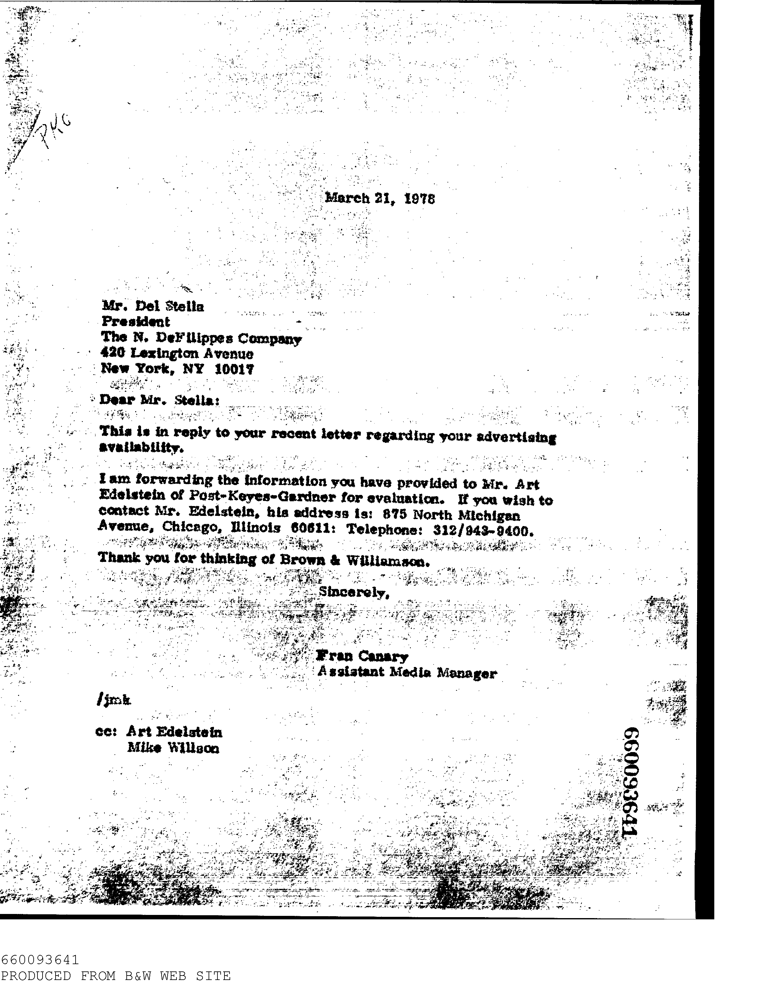 PKG
March 21, 1978
Mr. Del Stella
President
The N. DeFilippes Company
420 Lexington Avenue
New York, NY 10017
Dear Mr. Stella:
This is in reply to your recent letter regarding your advertising
availability.
I am forwarding the information you have provided to Mr. Art
Edelstein of Post-Keyes-Gardner for evaluation. If you wish to
contact Mr. Edelstein, his address is: 875 North Michigan
Avenue, Chicago, Illinois 60611: Telephone: 312/943-9400.
Thank you for thinking of Brown & Williamson.
Sincerely,
Fran Canary
Assistant Media Manager
/jmk
cc: Art Edelstein
Mike Willson
660093641
660093641
PRODUCED FROM B&W WEB SITE